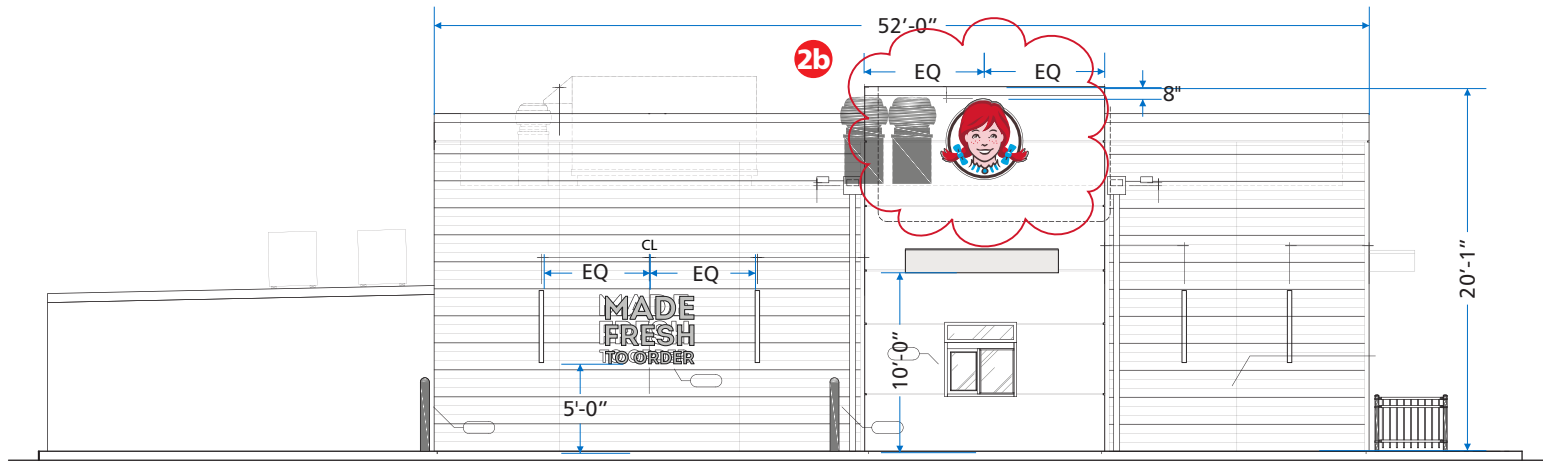 52’-0”
2b
EQ EQ
8"
20’-1”
CL
EQ EQ
MADE
FRESH
TO ORDER
10’-0”
5'-0”